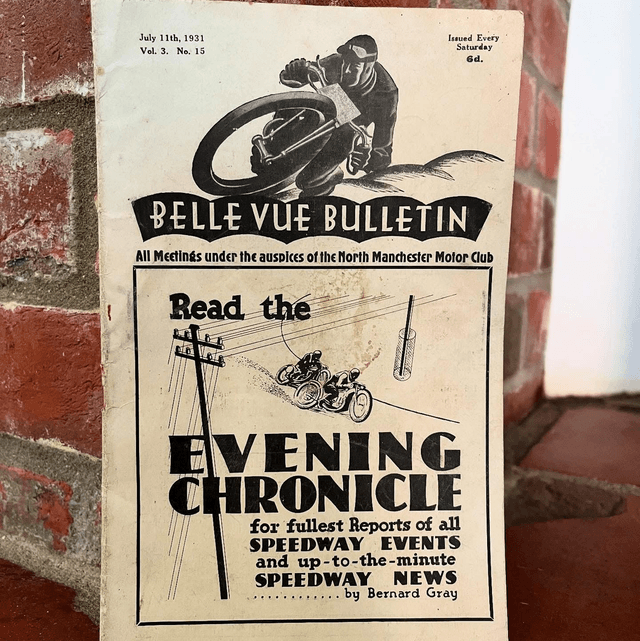 July 11th, 1931
Vol. 3. No. 15
Issued Every
Saturday
6d.
BELLE VUE BULLETIN
All Meetings under the auspices of the North Manchester Motor Club
Read the
EVENING
CHRONICLE
for fullest Reports of all
SPEEDWAY EVENTS
and up-to-the-minute
SPEEDWAY NEWS
............. by Bernard Gray